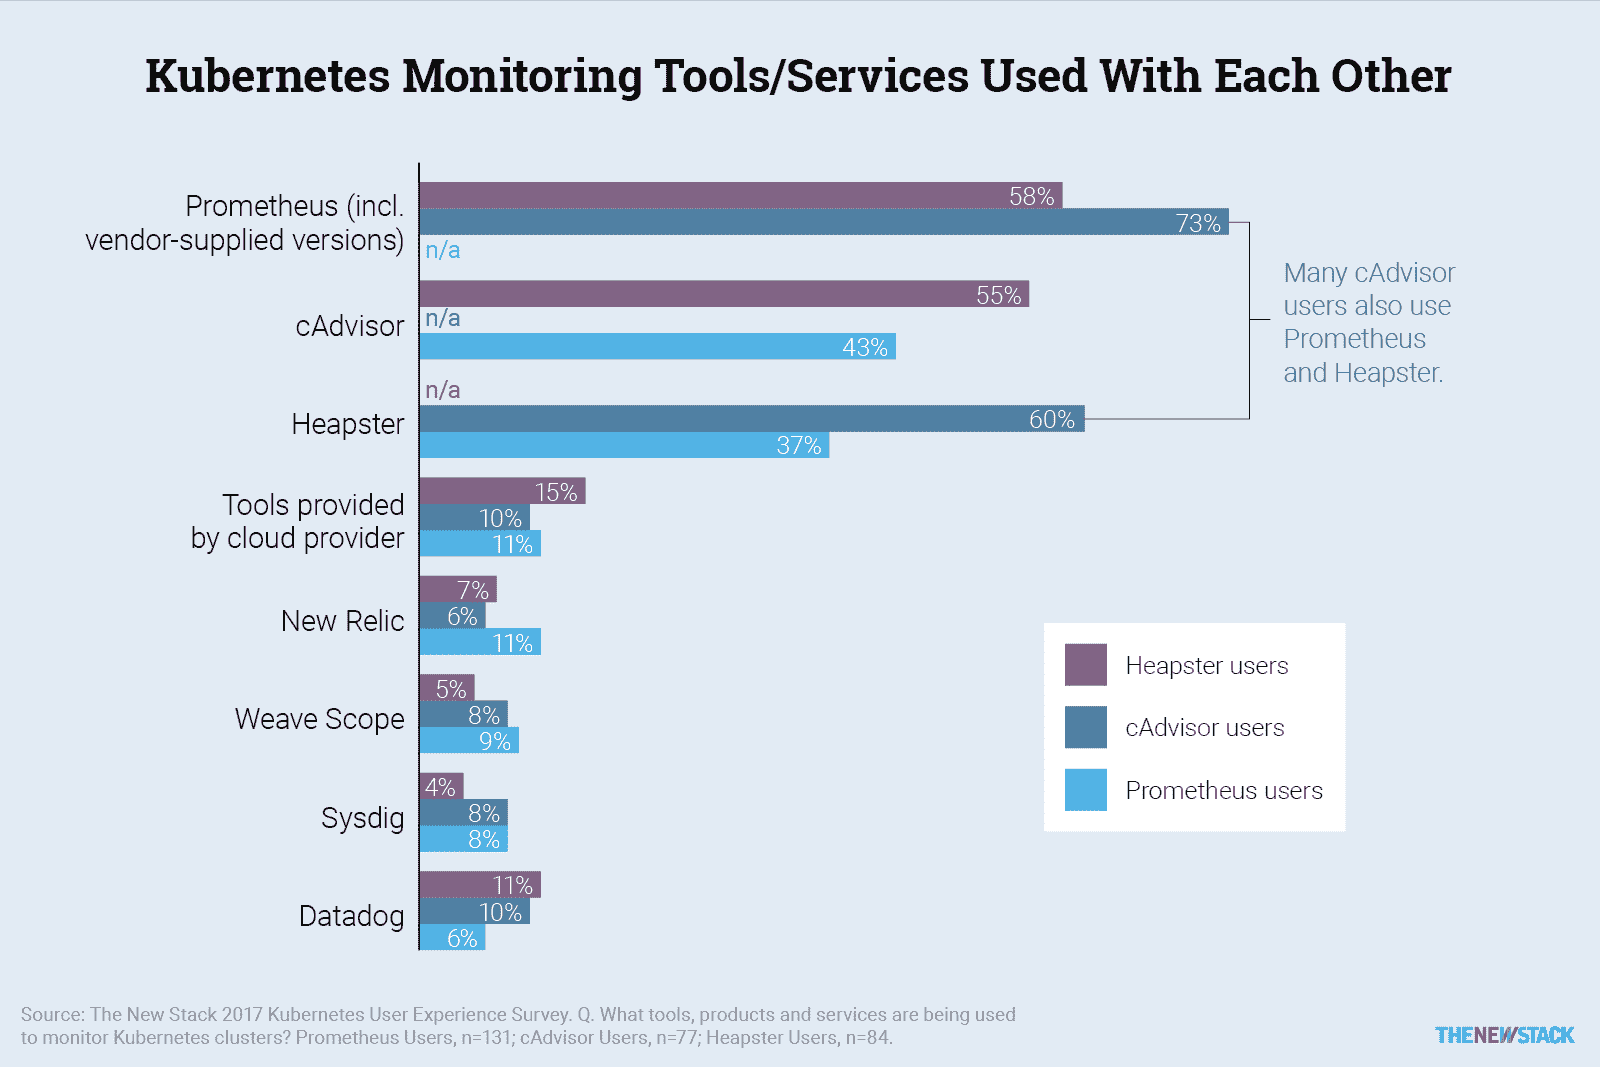 Kubernetes Monitoring Tools/Services Used With Each Other
Prometheus (incl.
vendor-supplied versions)
58%
73%
n/a
cAdvisor
55%
n/a
43%
Heapster
n/a
60%
37%
Many cAdvisor
users also use
Prometheus
and Heapster.
Tools provided
by cloud provider
15%
10%
11%
New Relic
7%
6%
11%
Weave Scope
5%
8%
9%
Sysdig
4%
8%
8%
Datadog
11%
10%
6%
Heapster users
cAdvisor users
Prometheus users
Source: The New Stack 2017 Kubernetes User Experience Survey. Q. What tools, products and services are being used
to monitor Kubernetes clusters? Prometheus Users, n=131; cAdvisor Users, n=77; Heapster Users, n=84.
THENEWSTACK